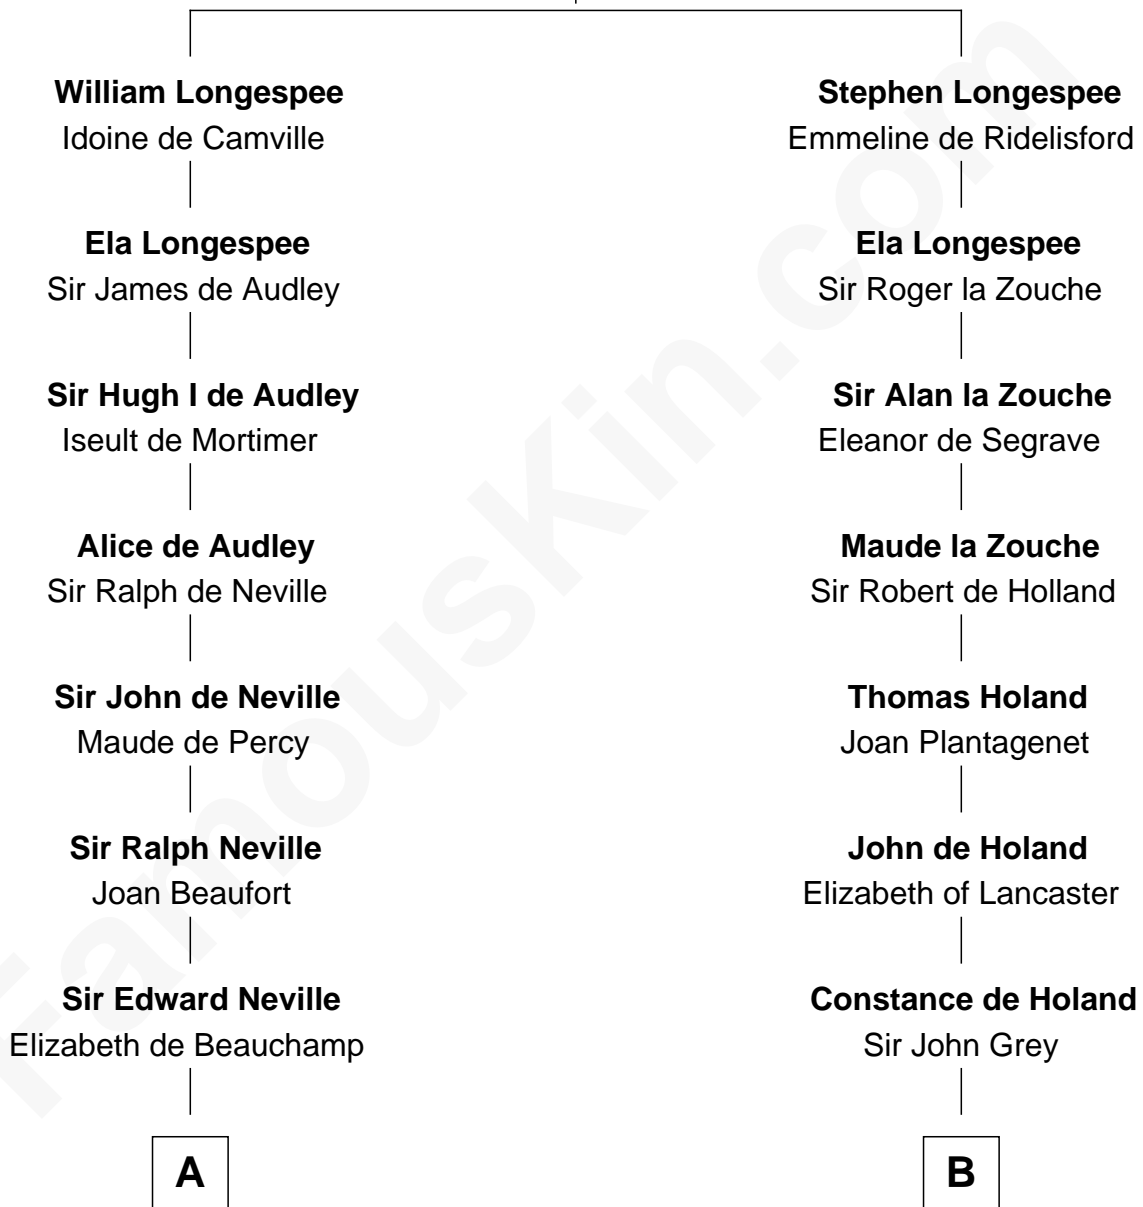 William Longespee
Idoine de Camville
Stephen Longespee
Emmeline de Ridelisford
Ela Longespee
Sir James de Audley
Ela Longespee
Sir Roger la Zouche
Sir Hugh I de Audley
Iseult de Mortimer
Sir Alan la Zouche
Eleanor de Segrave
Alice de Audley
Sir Ralph de Neville
Maude la Zouche
Sir Robert de Holland
Sir John de Neville
Maude de Percy
Thomas Holand
Joan Plantagenet
Sir Ralph Neville
Joan Beaufort
John de Holand
Elizabeth of Lancaster
Sir Edward Neville
Elizabeth de Beauchamp
Constance de Holand
Sir John Grey
A
B
FamousKin.com